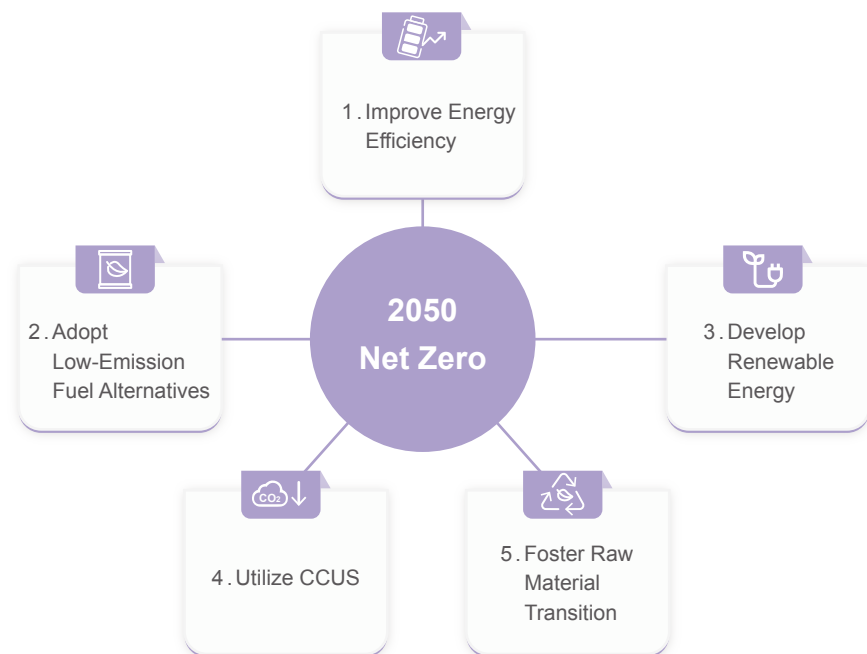 1.Improve Energy
Efficiency
2050
Net Zero
2.Adopt
Low-Emission
Fuel Alternatives
3.Develop
Renewable
Energy
CO₂
4.Utilize CCUS
5.Foster Raw
Material
Transition